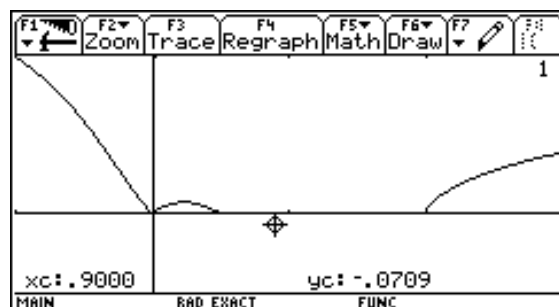 F1 F2 F3 F4 F5 F6 F7
Zoom Trace Regraph Math Draw
1
xc:.9000 yc:-.0709
MAIN RAD EXACT FUNC